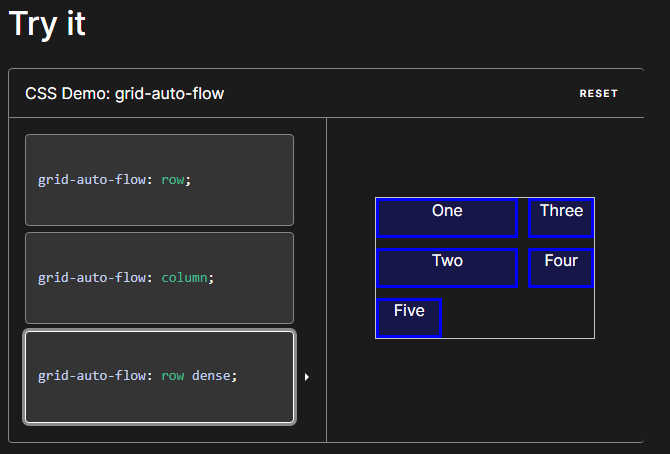 Try it
CSS Demo: grid-auto-flow
RESET
grid-auto-flow: row;
grid-auto-flow: column;
grid-auto-flow: row dense;
One
Three
Two
Four
Five